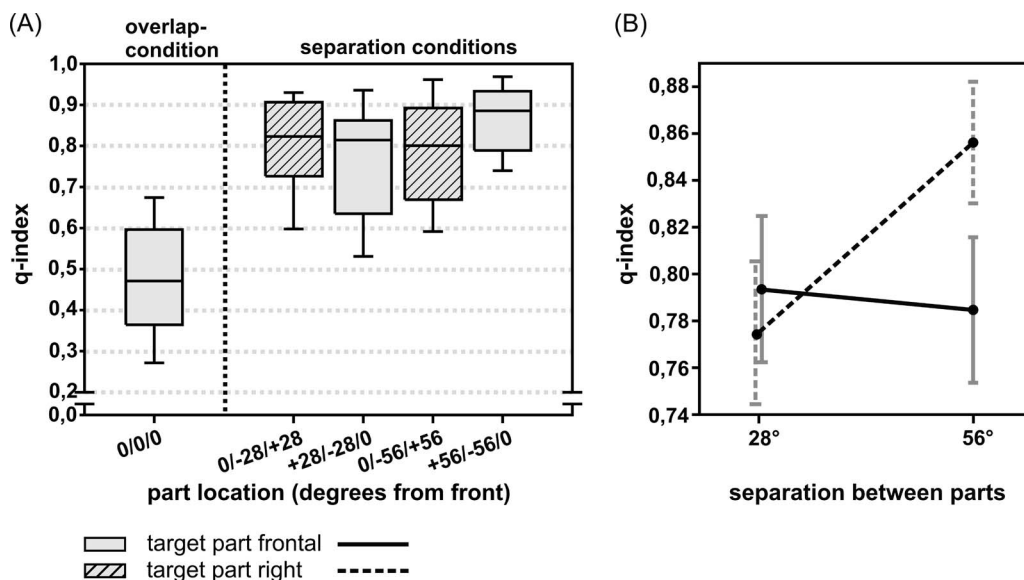 (A)
overlap-
condition
separation conditions
q-index
1,0
0,9
0,8
0,7
0,6
0,5
0,4
0,3
0,2
0,0
0/0/0
0/-28/+28
+28/-28/0
0/-56/+56
+56/-56/0
part location (degrees from front)
target part frontal
target part right
(B)
q-index
0,88
0,86
0,84
0,82
0,80
0,78
0,76
0,74
28°
56°
separation between parts